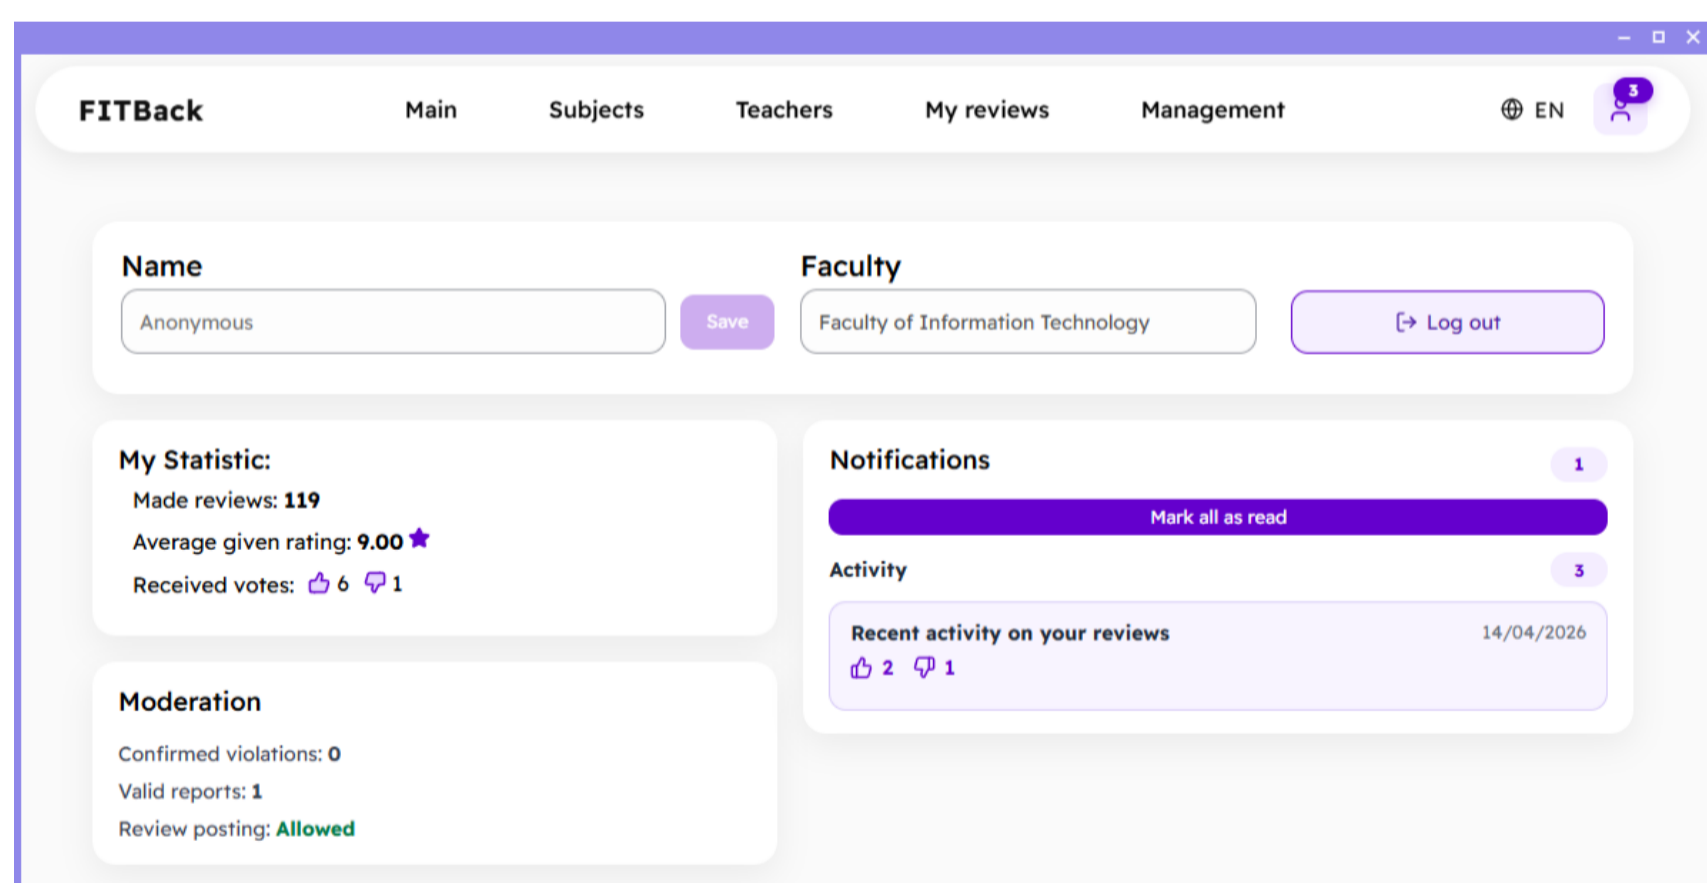 FITBack Main Subjects Teachers My reviews Management EN 3
Name
Anonymous
Save
Faculty
Faculty of Information Technology
Log out
My Statistic:
Made reviews: 119
Average given rating: 9.00
Received votes: 6 1
Moderation
Confirmed violations: 0
Valid reports: 1
Review posting: Allowed
Notifications 1
Mark all as read
Activity 3
Recent activity on your reviews 14/04/2026
2 1